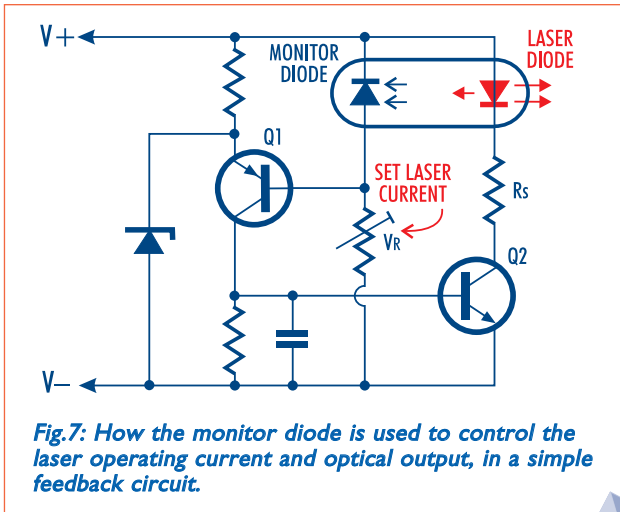 V+
MONITOR
DIODE
LASER
DIODE
Q1
SET LASER
CURRENT
VR
Rs
Q2
V–
Fig.7: How the monitor diode is used to control the
laser operating current and optical output, in a simple
feedback circuit.